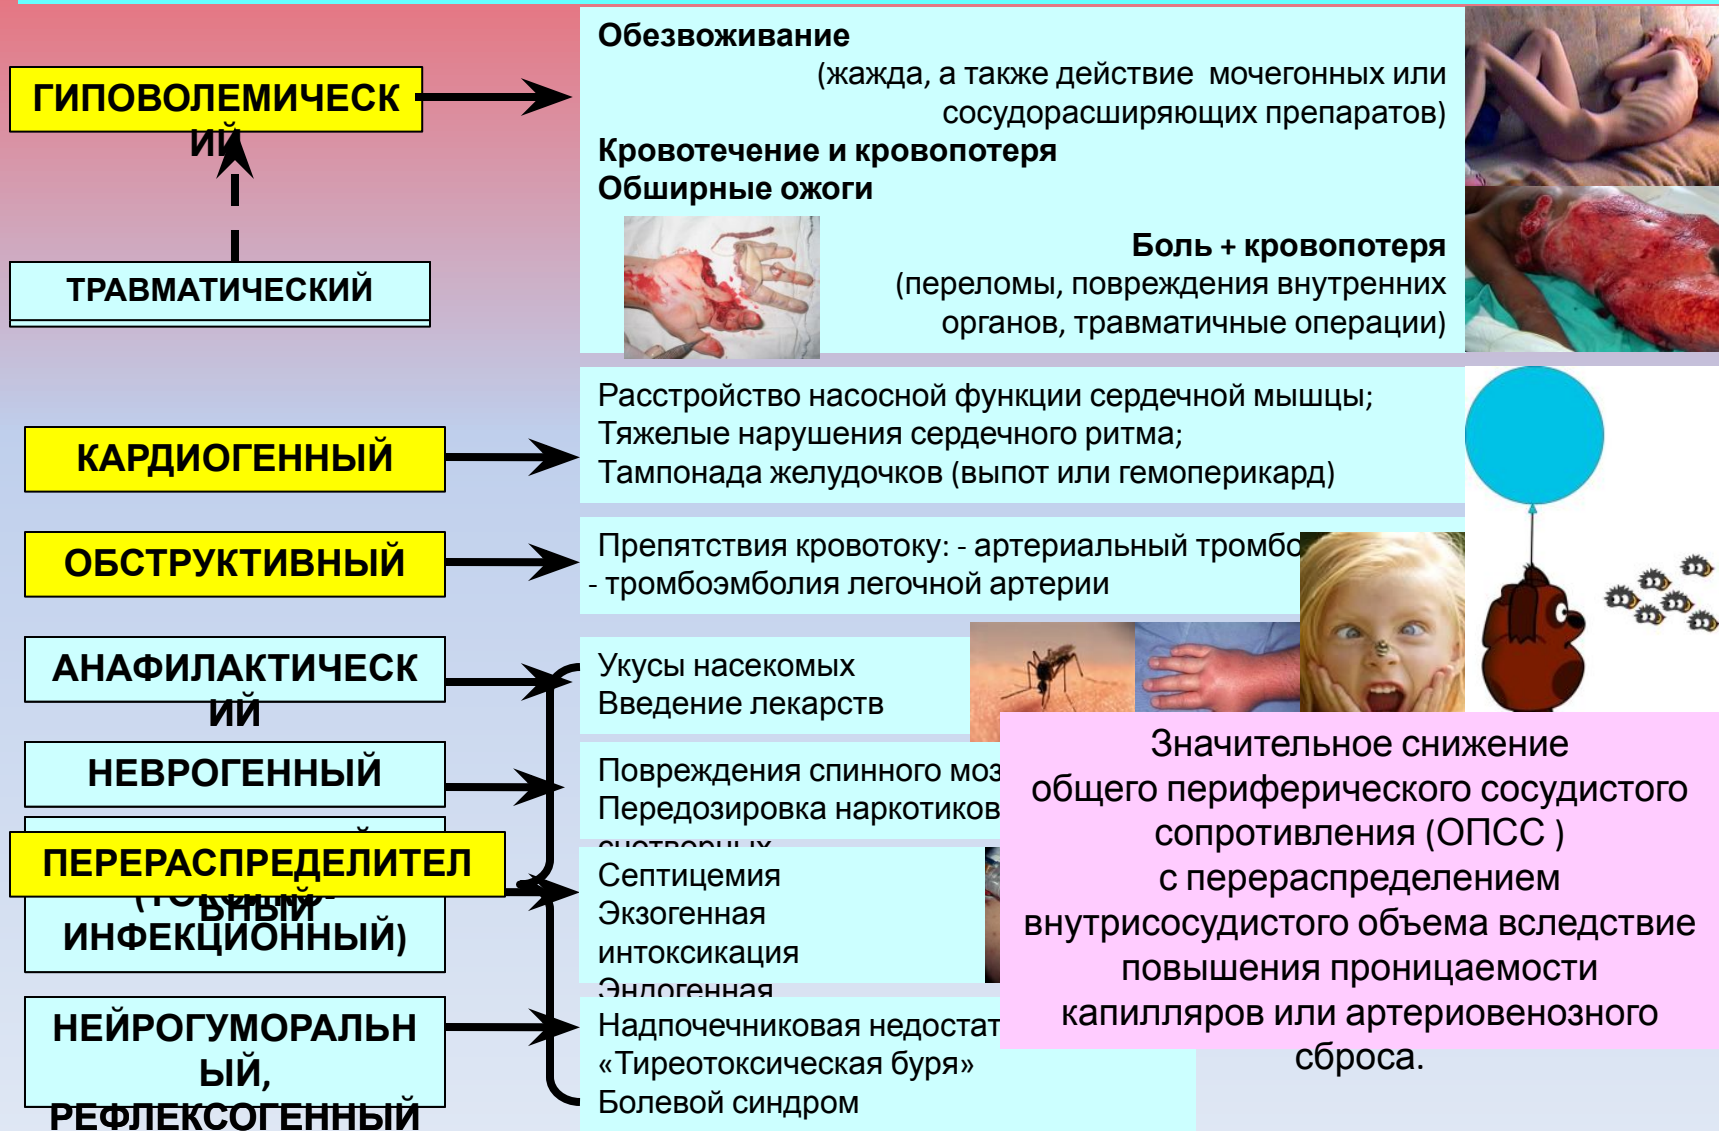 ГИПОВОЛЕМИЧЕСК
ИЙ
Обезвоживание
(жажда, а также действие мочегонных или
сосудорасширяющих препаратов)
Кровотечение и кровопотеря
Обширные ожоги
Боль + кровопотеря
(переломы, повреждения внутренних
органов, травматичные операции)
ТРАВМАТИЧЕСКИЙ
КАРДИОГЕННЫЙ
Расстройство насосной функции сердечной мышцы;
Тяжелые нарушения сердечного ритма;
Тампонада желудочков (выпот или гемоперикард)
ОБСТРУКТИВНЫЙ
Препятствия кровотоку: - артериальный тромбо
- тромбоэмболия легочной артерии
АНАФИЛАКТИЧЕСК
ИЙ
Укусы насекомых
Введение лекарств
НЕВРОГЕННЫЙ
Повреждения спинного моз
Передозировка наркотиков
ПЕРЕРАСПРЕДЕЛИТЕЛ
ЬНЫЙ
ИНФЕКЦИОННЫЙ)
Септицемия
Экзогенная
интоксикация
Эндогенная
НЕЙРОГУМОРАЛЬН
ЫЙ,
РЕФЛЕКСОГЕННЫЙ
Надпочечниковая недостат
«Тиреотоксическая буря»
Болевой синдром
Значительное снижение
общего периферического сосудистого
сопротивления (ОПСС )
с перераспределением
внутрисосудистого объема вследствие
повышения проницаемости
капилляров или артериовенозного
сброса.